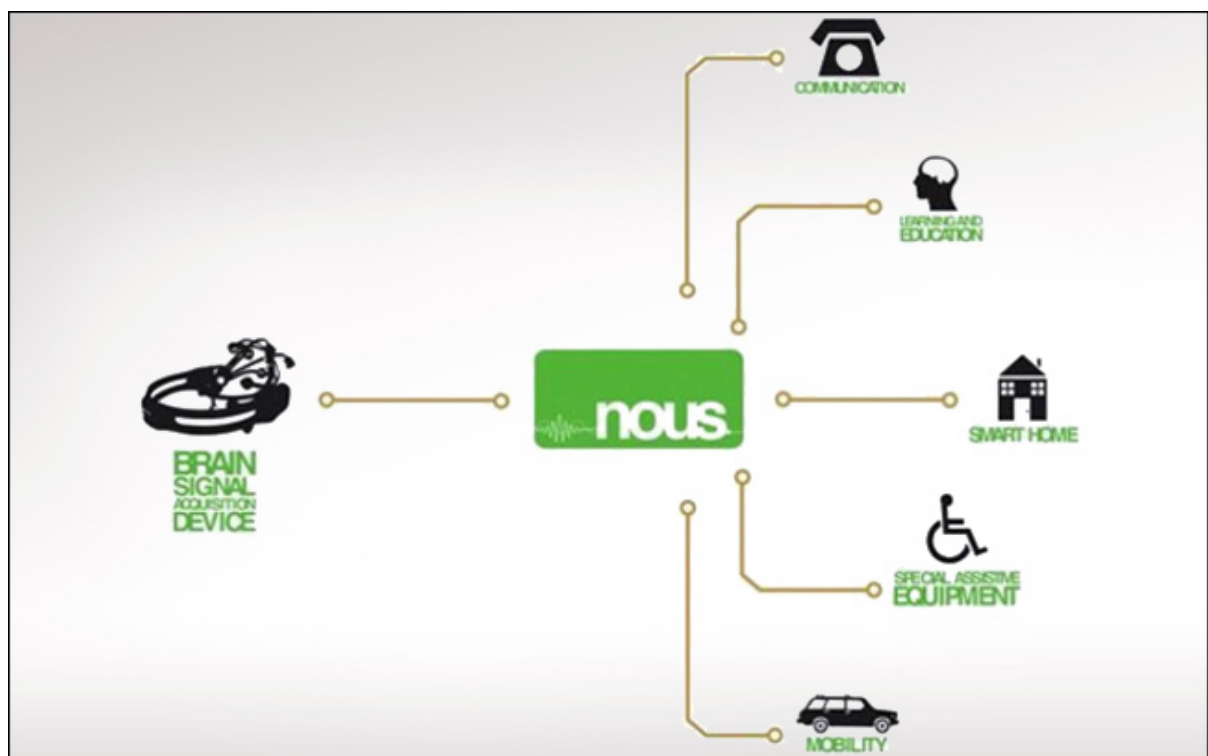 COMMUNICATION
LEARNING AND
EDUCATION
BRAIN
SIGNAL
ACQUISITION
DEVICE
nous.
SMART HOME
SPECIAL ASSISTIVE
EQUIPMENT
MOBILITY